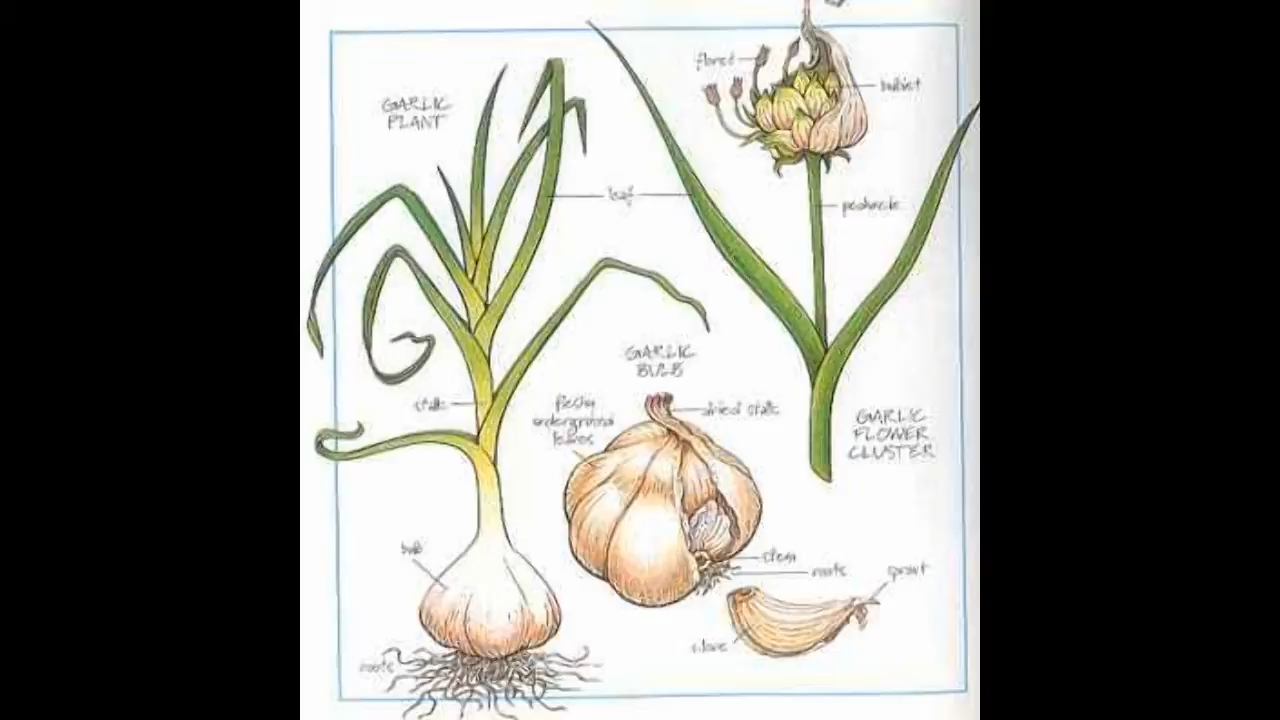 GARLIC
PLANT
floret
bulblet
leaf
peduncle
GARLIC
BULB
stalk
fleshy
underground
leaves
dried stalk
GARLIC
FLOWER
CLUSTER
bulb
stem
roots
sprout
clove
roots